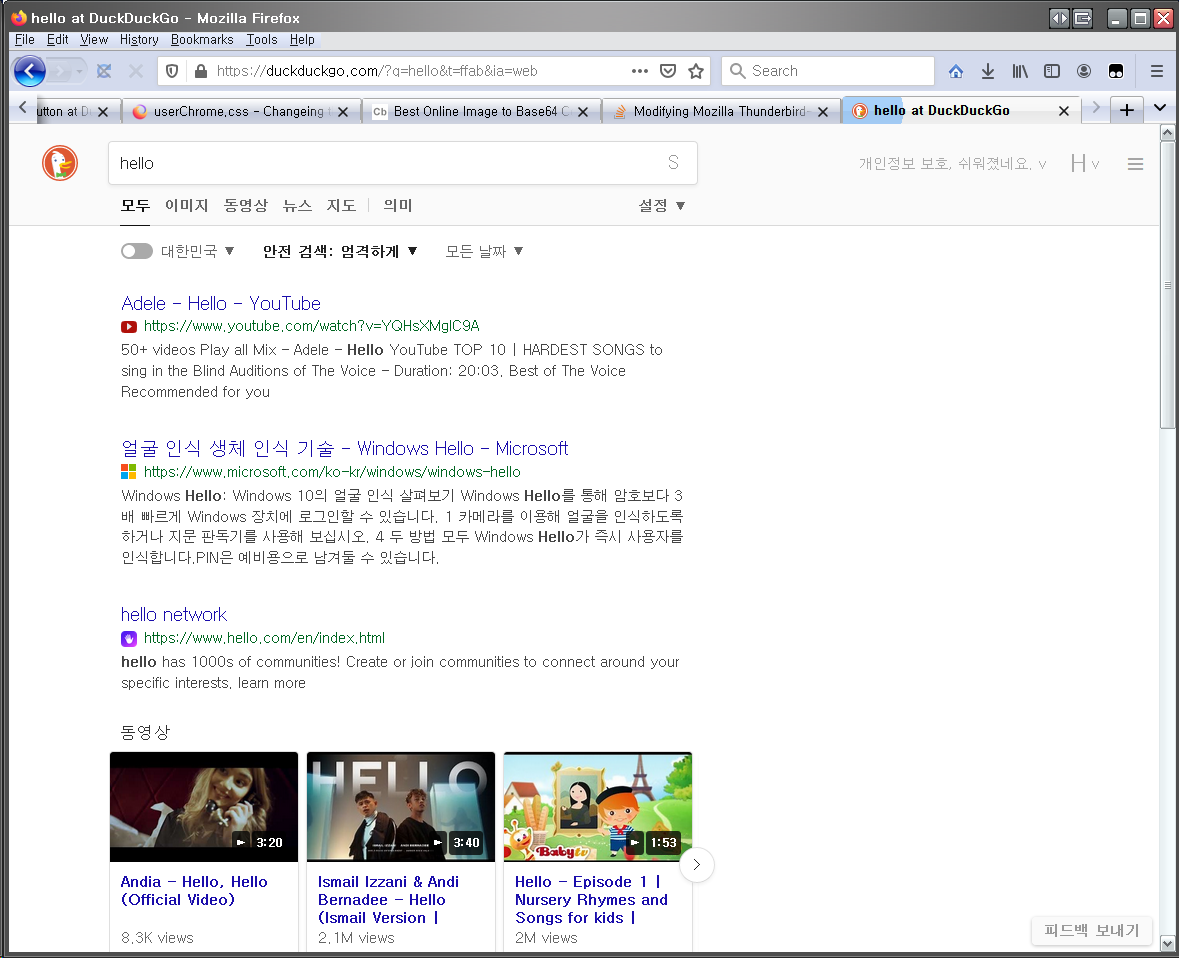 hello at DuckDuckGo - Mozilla Firefox
File Edit View History Bookmarks Tools Help
https://duckduckgo.com/?q=hello&t=ffab&ia=web
Search
utton at D
userChrome.css - Changeing
Cb Best Online Image to Base64 C
Modifying Mozilla Thunderbird-
hello at DuckDuckGo
hello
S
개인정보 보호, 쉬워졌네요. v
H v
모두 이미지 동영상 뉴스 지도 의미 설정 ▼
대한민국 ▼ 안전 검색: 엄격하게 ▼ 모든 날짜 ▼
Adele - Hello - YouTube
https://www.youtube.com/watch?v=YQHsXMglC9A
50+ videos Play all Mix - Adele - Hello YouTube TOP 10 | HARDEST SONGS to
sing in the Blind Auditions of The Voice - Duration: 20:03. Best of The Voice
Recommended for you
얼굴 인식 생체 인식 기술 - Windows Hello - Microsoft
https://www.microsoft.com/ko-kr/windows/windows-hello
Windows Hello: Windows 10의 얼굴 인식 살펴보기 Windows Hello를 통해 암호보다 3
배 빠르게 Windows 장치에 로그인할 수 있습니다. 1 카메라를 이용해 얼굴을 인식하도록
하거나 지문 판독기를 사용해 보십시오. 4 두 방법 모두 Windows Hello가 즉시 사용자를
인식합니다.PIN은 예비용으로 남겨둘 수 있습니다.
hello network
https://www.hello.com/en/index.html
hello has 1000s of communities! Create or join communities to connect around your
specific interests. learn more
동영상
3:20
HELLO
3:40
Babytv
1:53
Andia - Hello, Hello
(Official Video)
8.3K views
Ismail Izzani & Andi
Bernadee - Hello
(Ismail Version |
2.1M views
Hello - Episode 1 |
Nursery Rhymes and
Songs for kids |
2M views
피드백 보내기